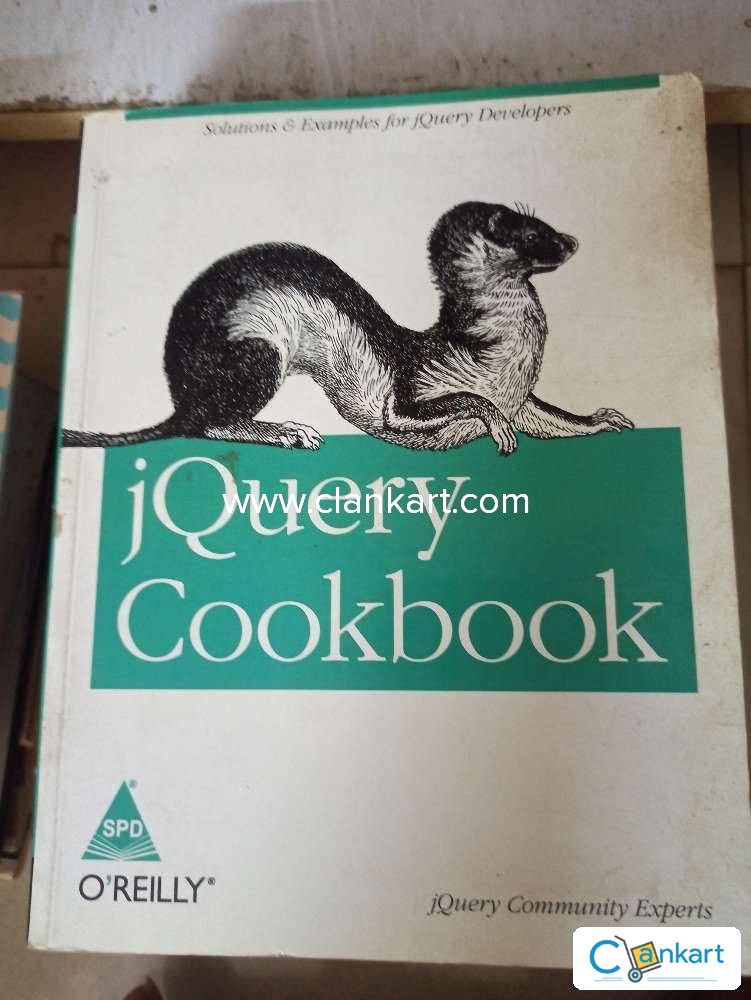 Solutions & Examples for jQuery Developers
jQuery
www.clankart.com
Cookbook
SPD
®
O'REILLY®
jQuery Community Experts
Clankart